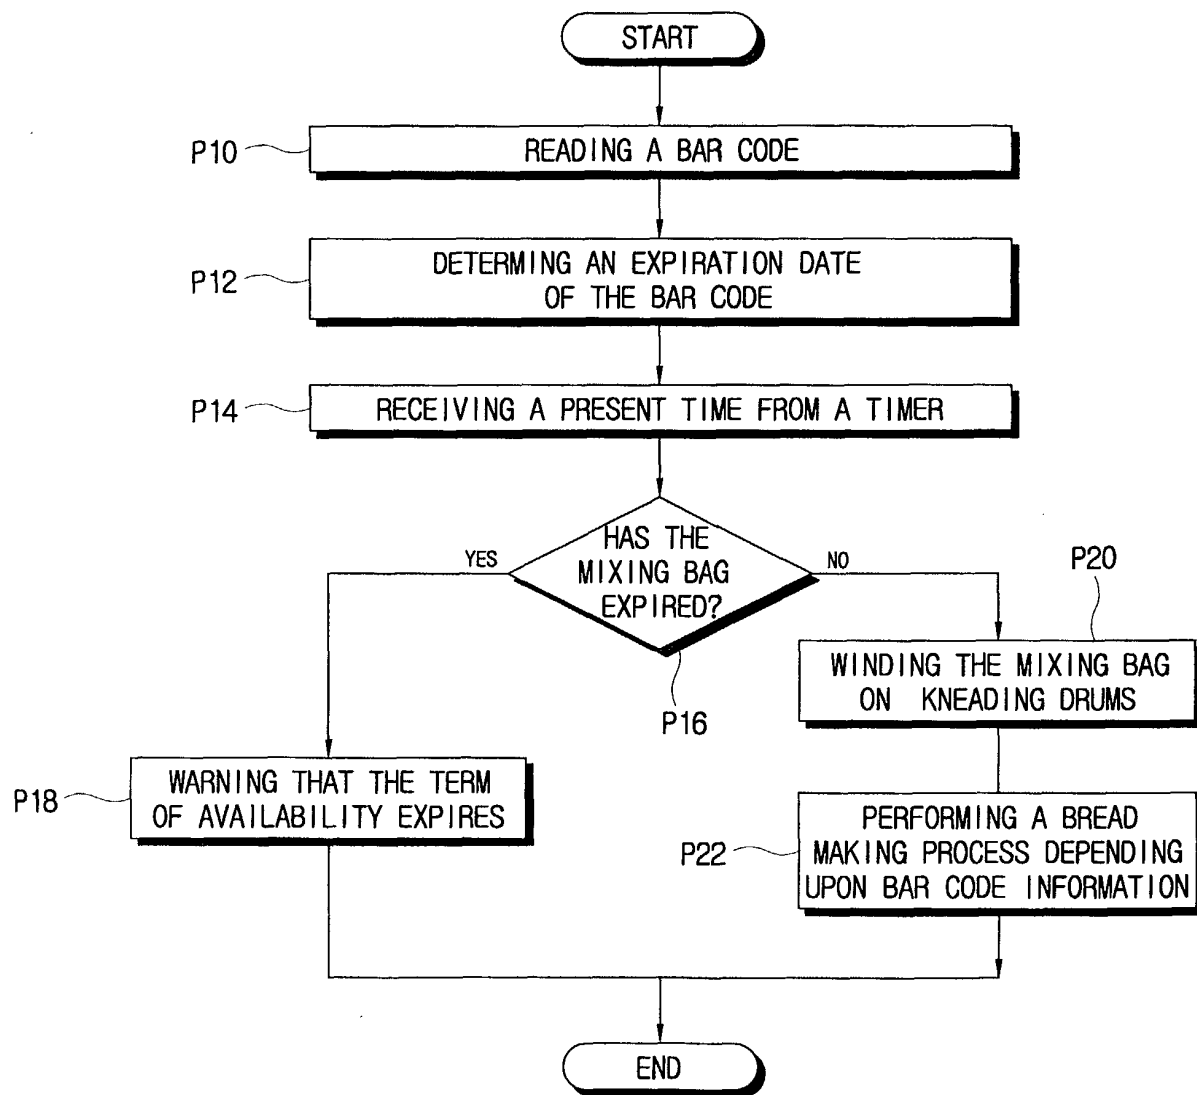 START
P10
READING A BAR CODE
P12
DETERMING AN EXPIRATION DATE
OF THE BAR CODE
P14
RECEIVING A PRESENT TIME FROM A TIMER
YES
HAS THE
MIXING BAG
EXPIRED?
NO
P16
P20
WINDING THE MIXING BAG
ON KNEADING DRUMS
P18
WARNING THAT THE TERM
OF AVAILABILITY EXPIRES
P22
PERFORMING A BREAD
MAKING PROCESS DEPENDING
UPON BAR CODE INFORMATION
END